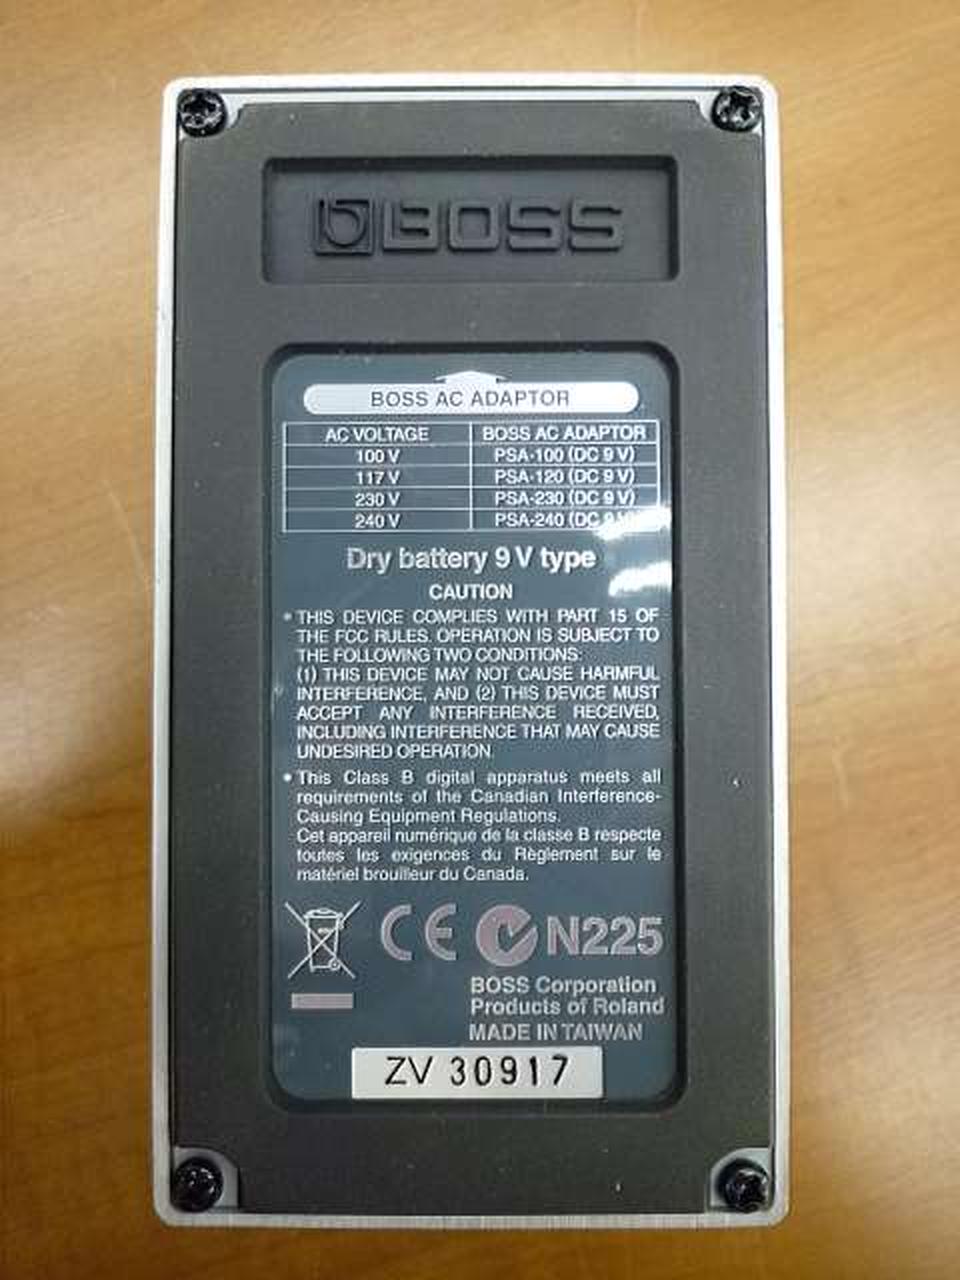 BOSS
BOSS AC ADAPTOR
AC VOLTAGE BOSS AC ADAPTOR
100 V PSA-100 (DC 9 V)
117 V PSA-120 (DC 9 V)
230 V PSA-230 (DC 9 V)
240 V PSA-240 (DC 9 V)
Dry battery 9 V type
CAUTION
• THIS DEVICE COMPLIES WITH PART 15 OF
THE FCC RULES. OPERATION IS SUBJECT TO
THE FOLLOWING TWO CONDITIONS:
(1) THIS DEVICE MAY NOT CAUSE HARMFUL
INTERFERENCE, AND (2) THIS DEVICE MUST
ACCEPT ANY INTERFERENCE RECEIVED,
INCLUDING INTERFERENCE THAT MAY CAUSE
UNDESIRED OPERATION.
• This Class B digital apparatus meets all
requirements of the Canadian Interference-
Causing Equipment Regulations.
Cet appareil numérique de la classe B respecte
toutes les exigences du Règlement sur le
matériel brouilleur du Canada.
CE N225
BOSS Corporation
Products of Roland
MADE IN TAIWAN
ZV 30917